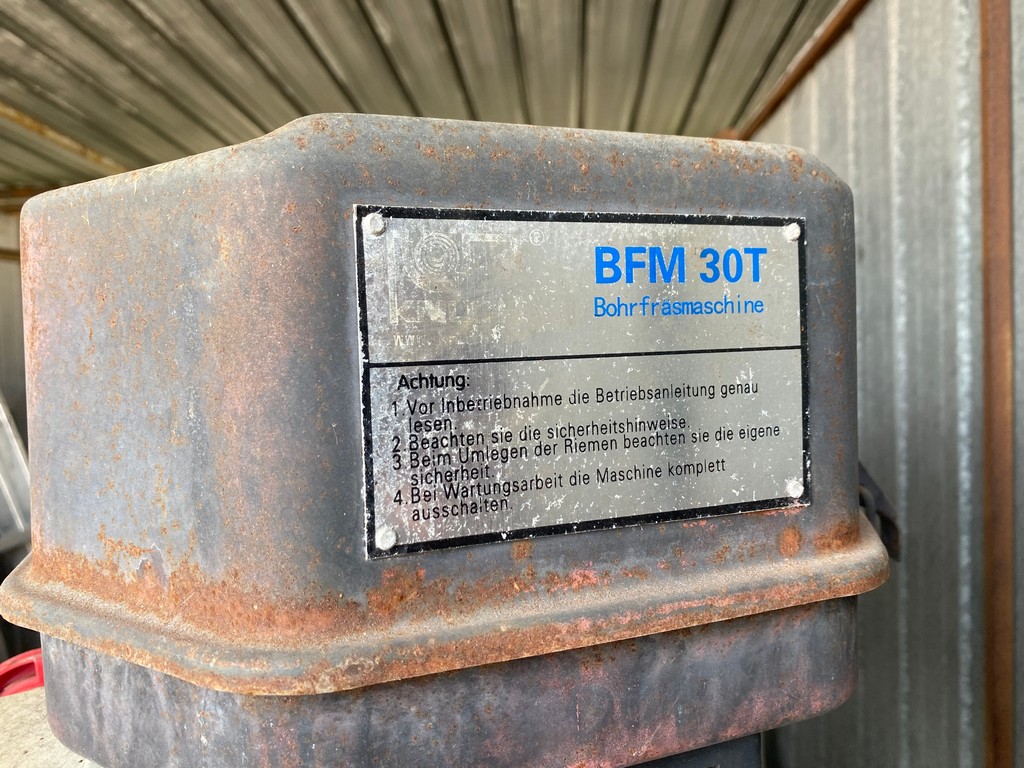 ®
BFM 30T
Bohrfräsmaschine
Achtung:
1. Vor Inbetriebnahme die Betriebsanleitung genau
lesen.
2. Beachten sie die sicherheitshinweise.
3. Beim Umlegen der Riemen beachten sie die eigene
sicherheit.
4. Bei Wartungsarbeit die Maschine komplett
ausschalten.